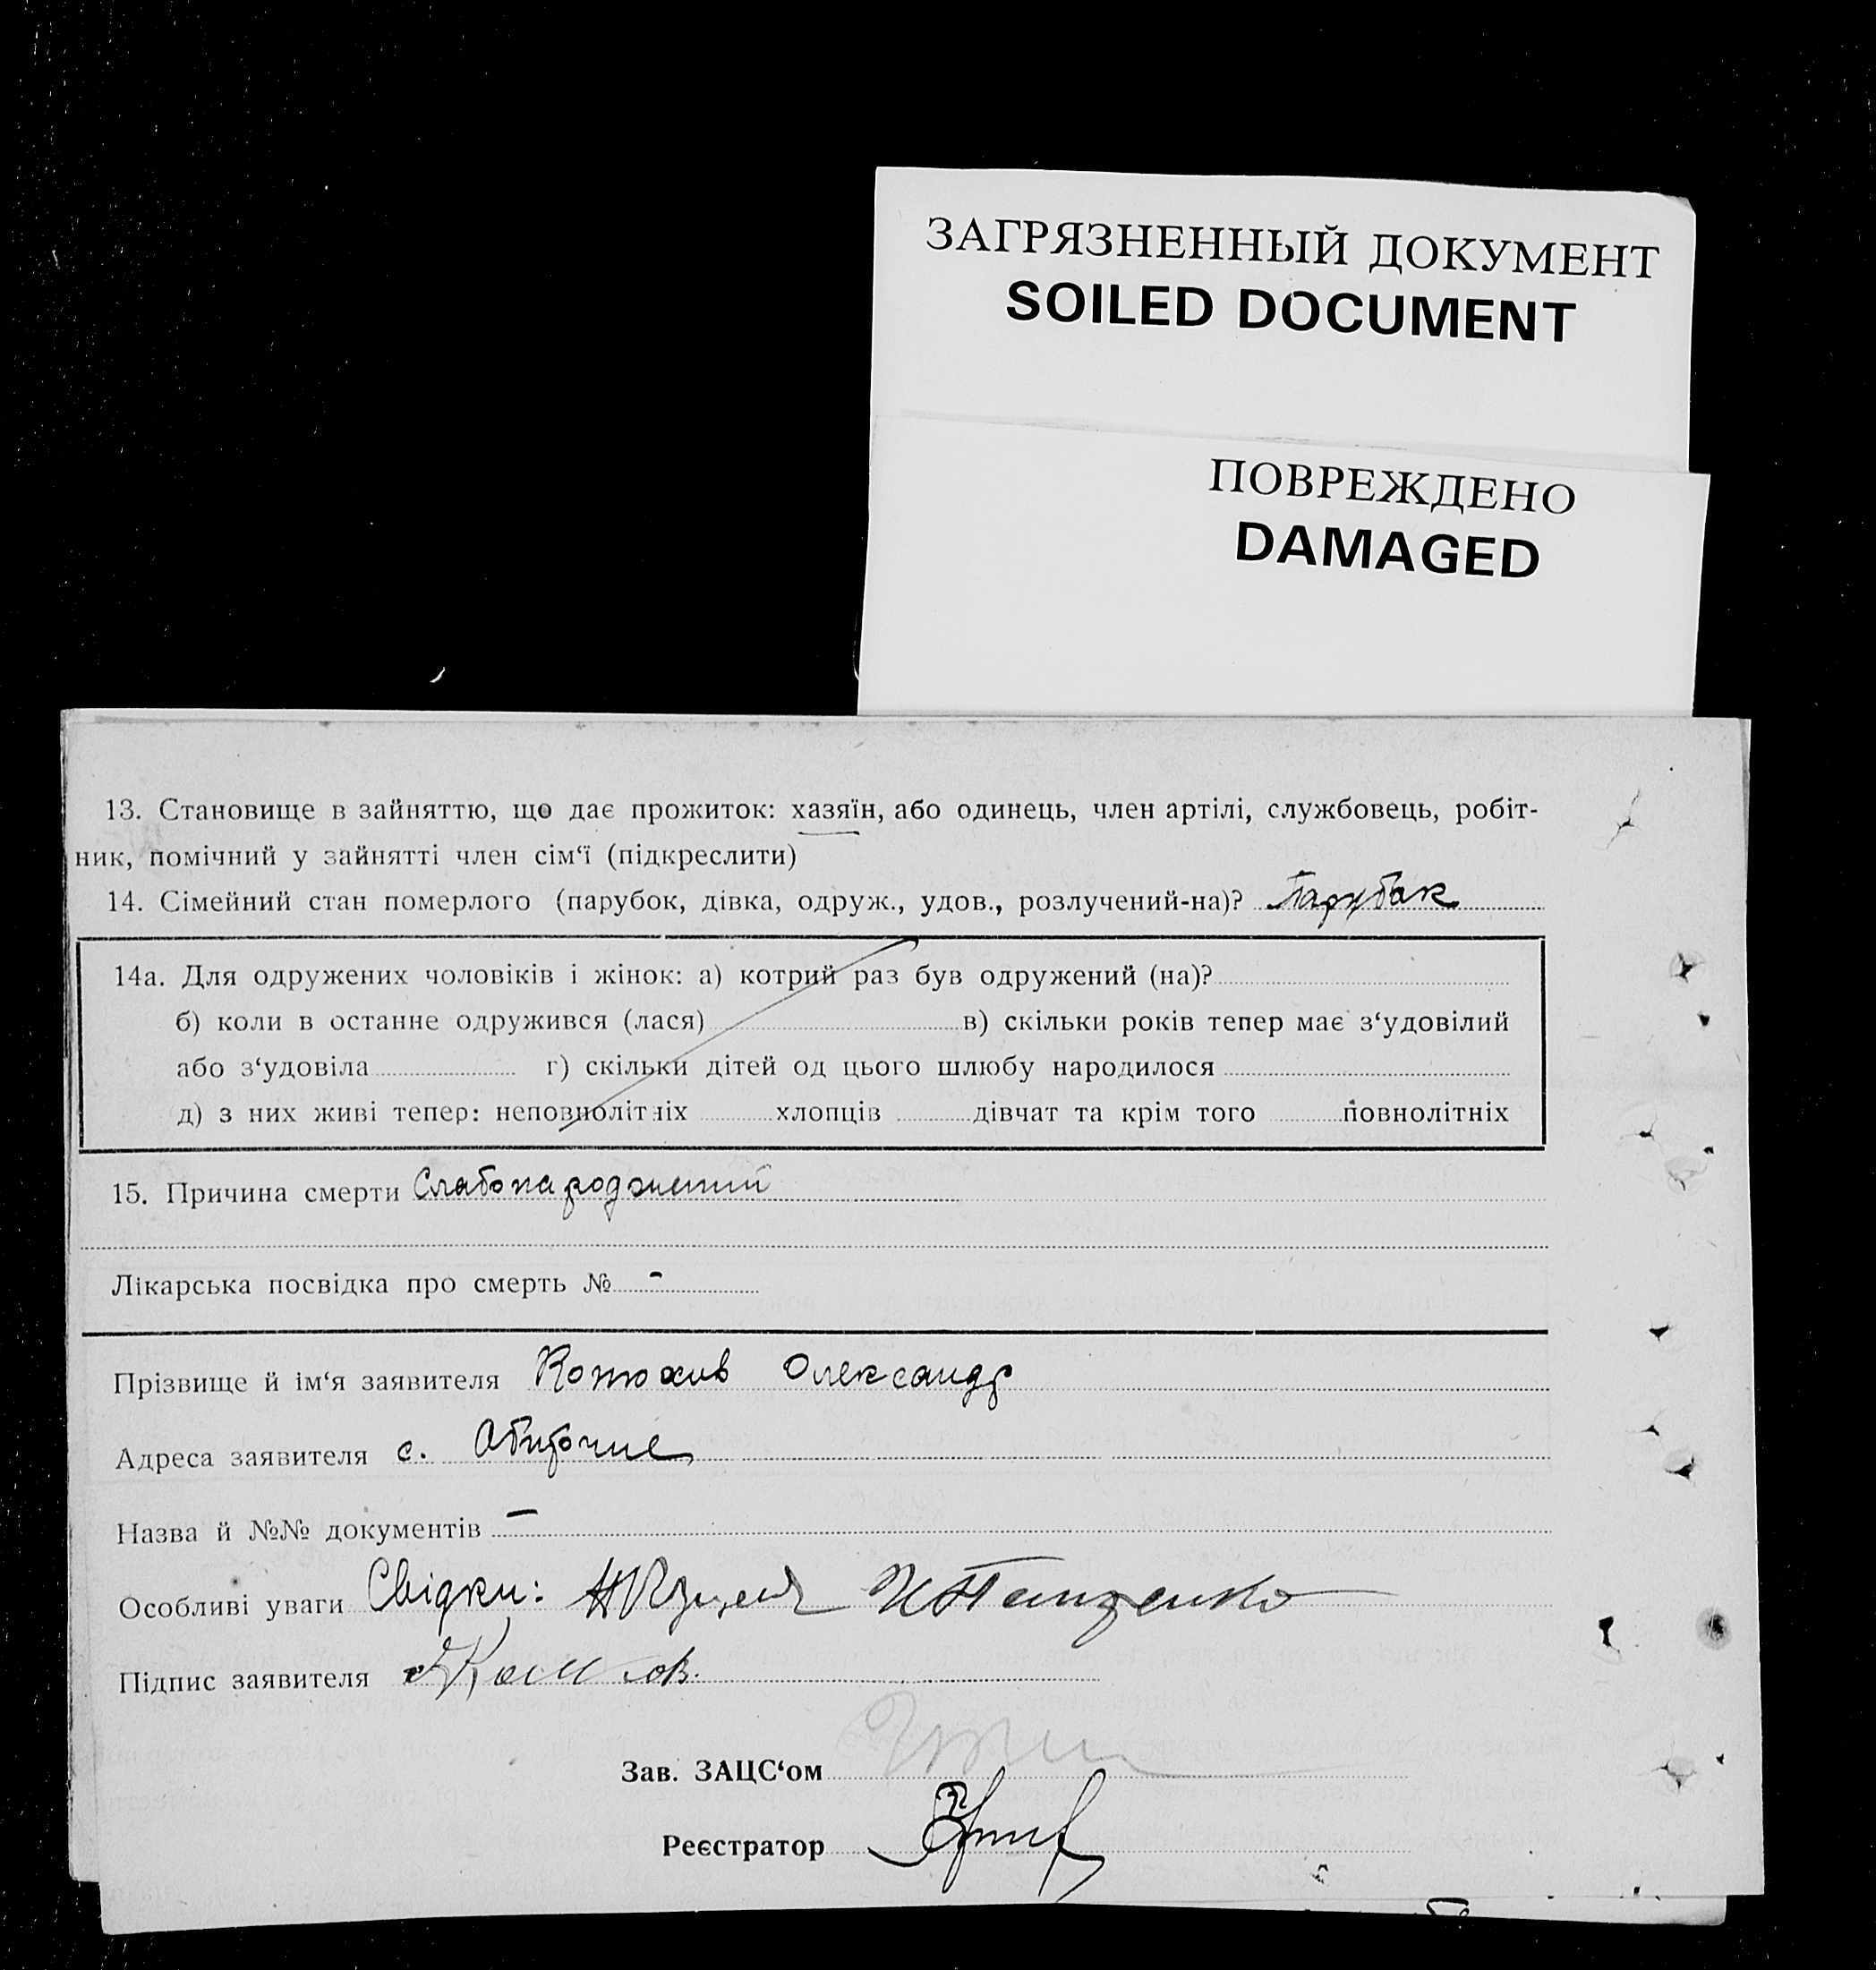 ЗАГРЯЗНЕННЫЙ ДОКУМЕНТ
SOILED DOCUMENT
ПОВРЕЖДЕНО
DAMAGED
13. Становище в зайняттю, що дає прожиток: хазяїн, або одинець, член артілі, службовець, робіт-
ник, помічний у зайнятті член сім‘ї (підкреслити)
14. Сімейний стан померлого (парубок, дівка, одруж., удов., розлучений-на)? Парубок
14а. Для одружених чоловіків і жінок: а) котрий раз був одружений (на)?
б) коли в останне одружився (лася) в) скільки років тепер має з‘удовілий
або з‘удовіла г) скільки дітей од цього шлюбу народилося
д) з них живі тепер: неповнолітніх хлопців дівчат та крім того повнолітніх
15. Причина смерти Слабонароджений
Лікарська посвідка про смерть № -
Прізвище й ім‘я заявителя Олександр
Адреса заявителя с.
Назва й №№ документів -
Особливі уваги Свідки:
Підпис заявителя
Зав. ЗАЦС‘ом
Реєстратор